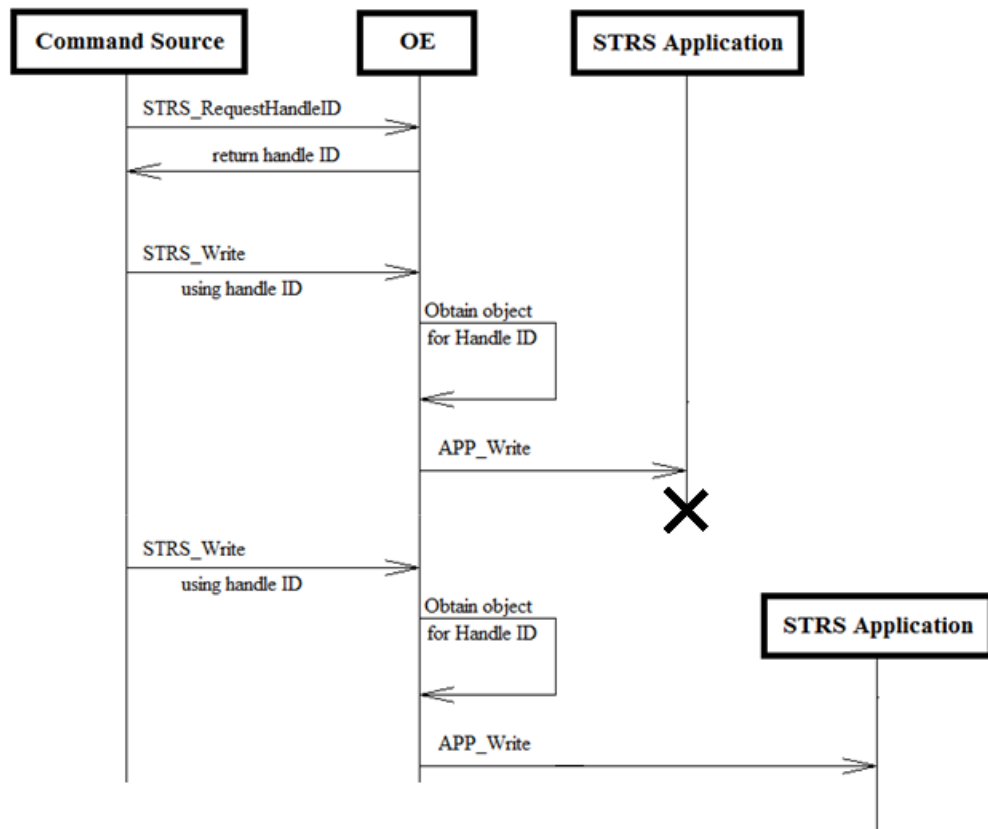 Command Source
OE
STRS Application
STRS_RequestHandleID
return handle ID
STRS_Write
using handle ID
Obtain object
for Handle ID
APP_Write
STRS_Write
using handle ID
Obtain object
for Handle ID
STRS Application
APP_Write